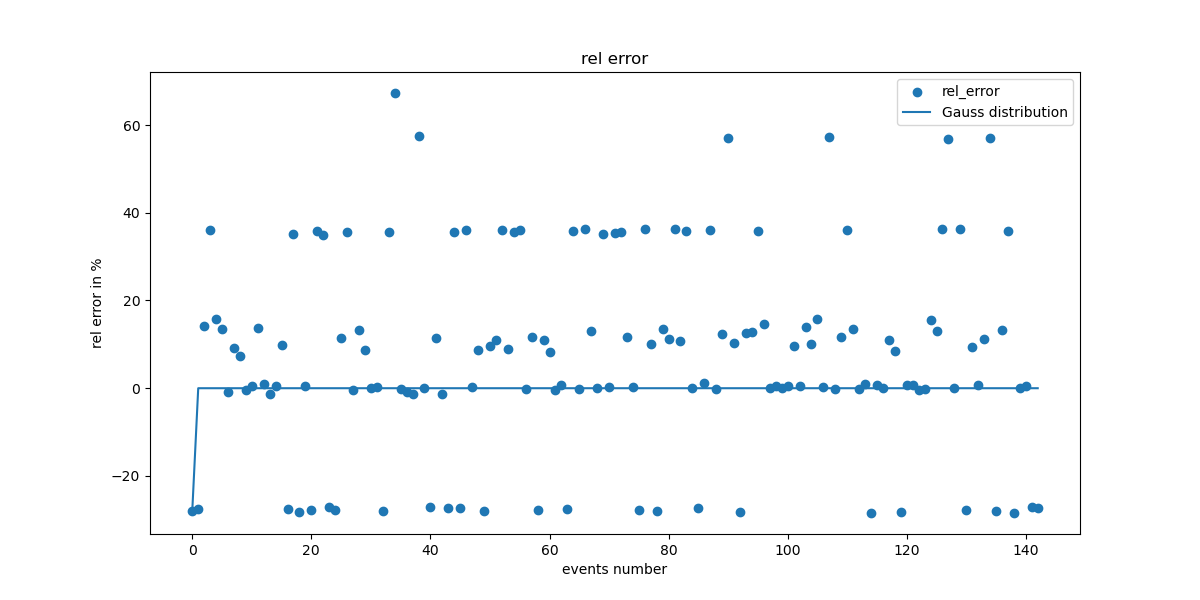 rel error
rel_error
Gauss distribution
60
40
20
0
−20
rel error in %
0 20 40 60 80 100 120 140
events number